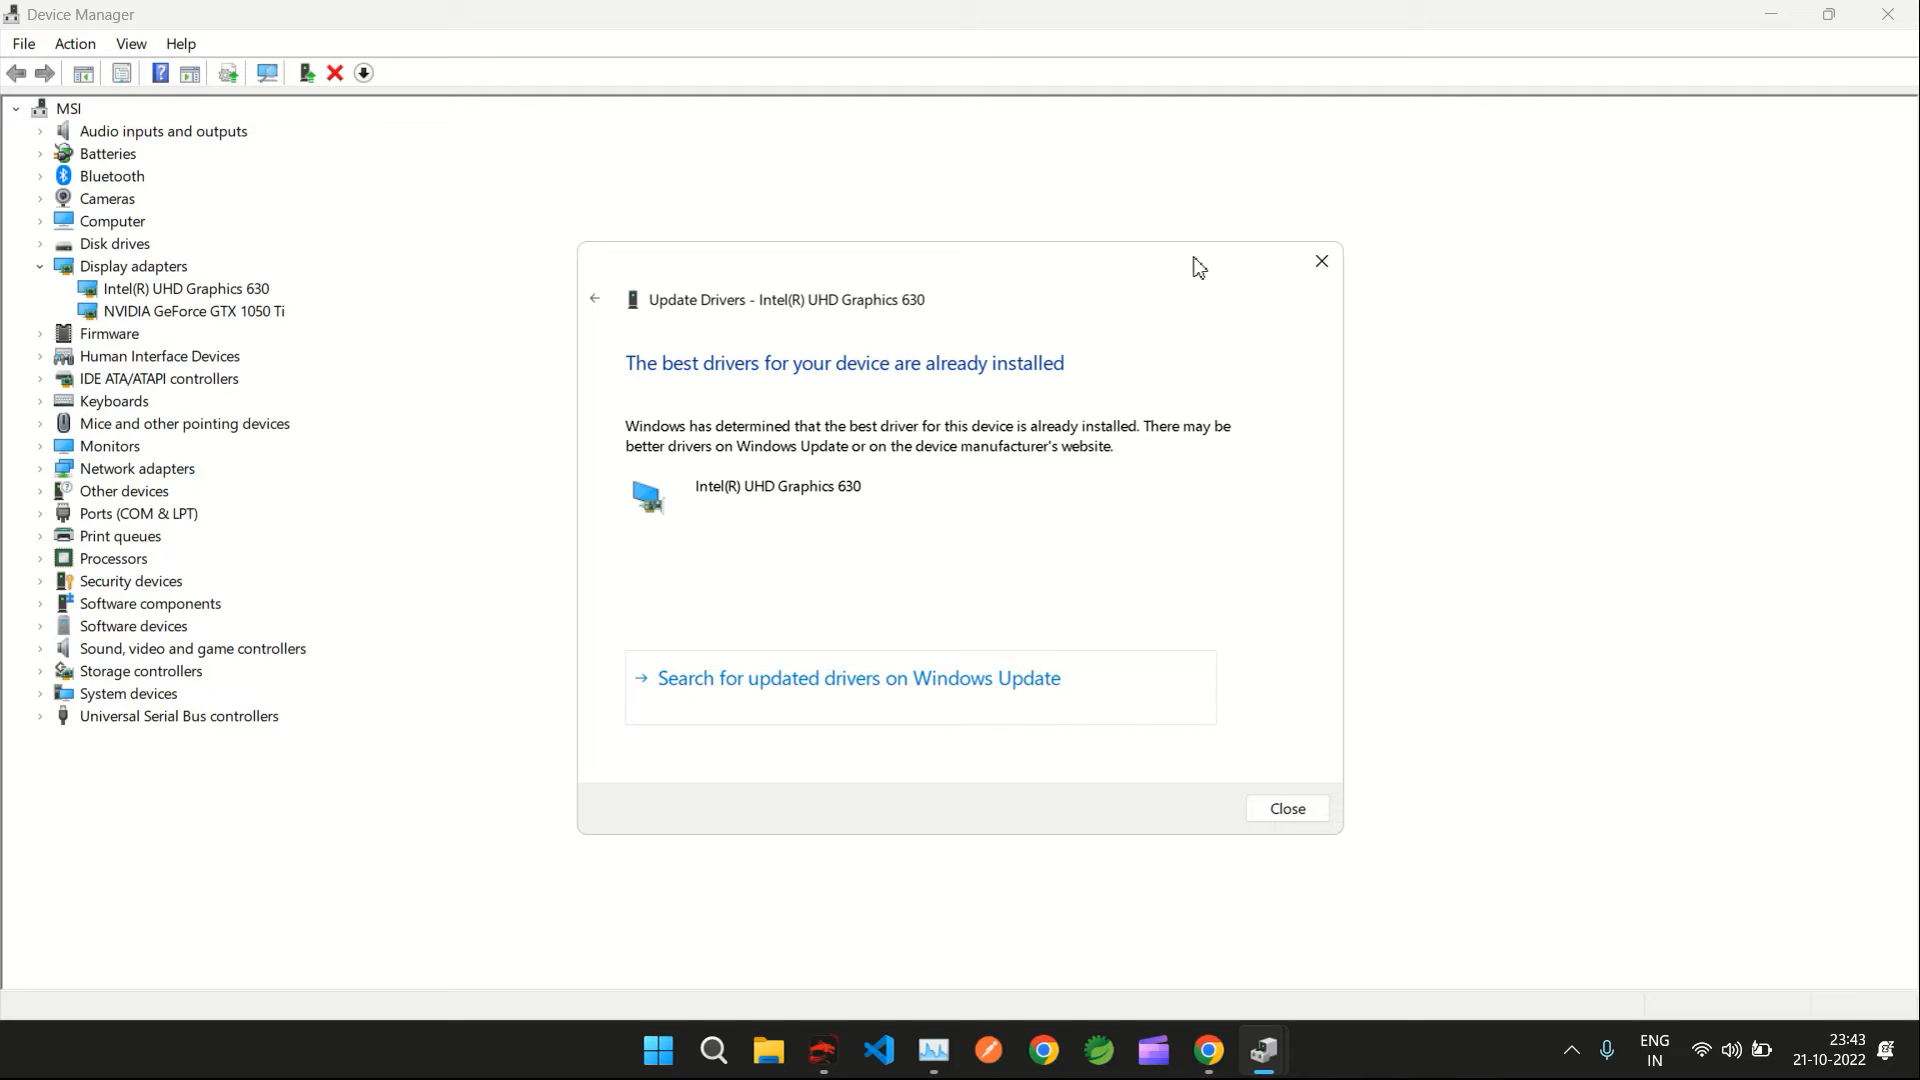 Device Manager
File Action View Help
MSI
Audio inputs and outputs
Batteries
Bluetooth
Cameras
Computer
Disk drives
Display adapters
Intel(R) UHD Graphics 630
NVIDIA GeForce GTX 1050 Ti
Firmware
Human Interface Devices
IDE ATA/ATAPI controllers
Keyboards
Mice and other pointing devices
Monitors
Network adapters
Other devices
Ports (COM & LPT)
Print queues
Processors
Security devices
Software components
Software devices
Sound, video and game controllers
Storage controllers
System devices
Universal Serial Bus controllers
Update Drivers - Intel(R) UHD Graphics 630
The best drivers for your device are already installed
Windows has determined that the best driver for this device is already installed. There may be
better drivers on Windows Update or on the device manufacturer's website.
Intel(R) UHD Graphics 630
Search for updated drivers on Windows Update
Close
ENG
IN
23:43
21-10-2022